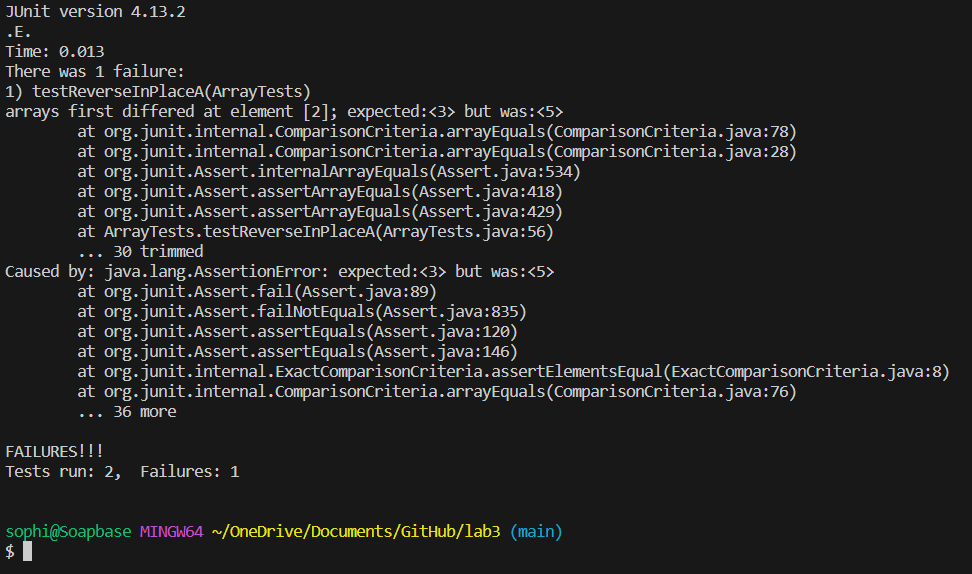 JUnit version 4.13.2
.E.
Time: 0.013
There was 1 failure:
1) testReverseInPlaceA(ArrayTests)
arrays first differed at element [2]; expected:<3> but was:<5>
        at org.junit.internal.ComparisonCriteria.arrayEquals(ComparisonCriteria.java:78)
        at org.junit.internal.ComparisonCriteria.arrayEquals(ComparisonCriteria.java:28)
        at org.junit.Assert.internalArrayEquals(Assert.java:534)
        at org.junit.Assert.assertArrayEquals(Assert.java:418)
        at org.junit.Assert.assertArrayEquals(Assert.java:429)
        at ArrayTests.testReverseInPlaceA(ArrayTests.java:56)
        ... 30 trimmed
Caused by: java.lang.AssertionError: expected:<3> but was:<5>
        at org.junit.Assert.fail(Assert.java:89)
        at org.junit.Assert.failNotEquals(Assert.java:835)
        at org.junit.Assert.assertEquals(Assert.java:120)
        at org.junit.Assert.assertEquals(Assert.java:146)
        at org.junit.internal.ExactComparisonCriteria.assertElementsEqual(ExactComparisonCriteria.java:8)
        at org.junit.internal.ComparisonCriteria.arrayEquals(ComparisonCriteria.java:76)
        ... 36 more

FAILURES!!!
Tests run: 2,  Failures: 1

sophi@Soapbase MINGW64 ~/OneDrive/Documents/GitHub/lab3 (main)
$